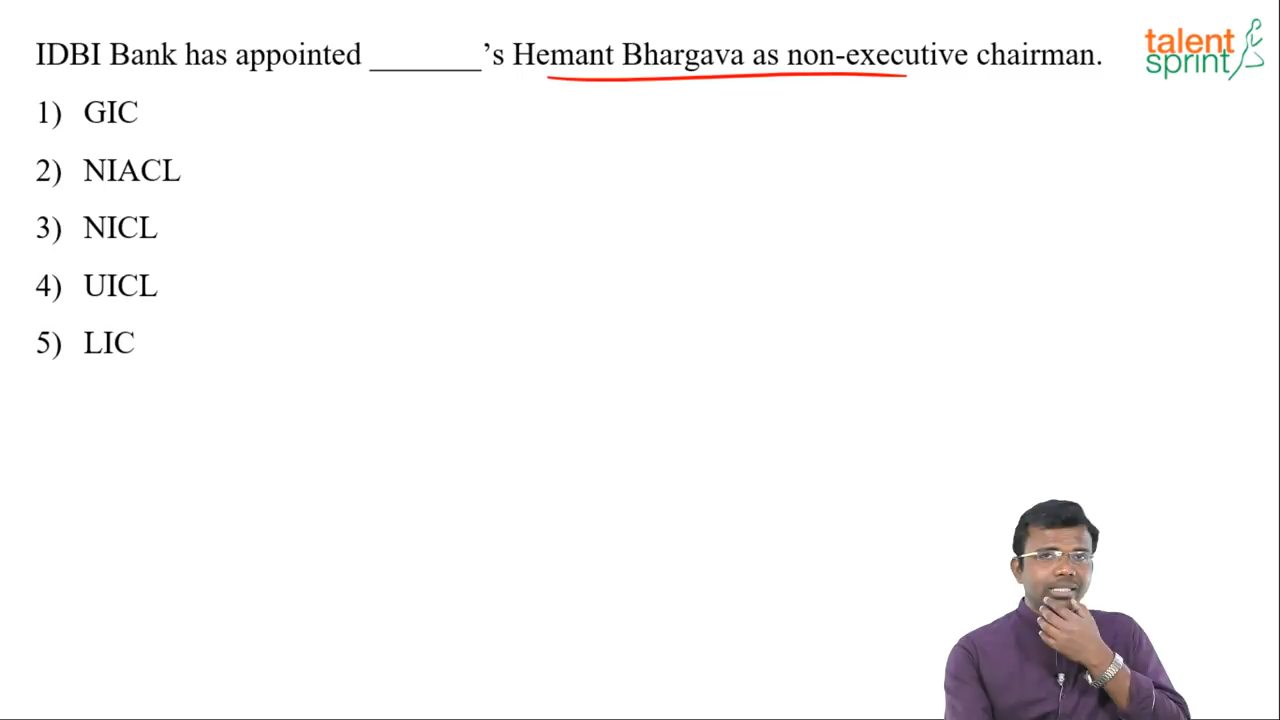 IDBI Bank has appointed _______’s Hemant Bhargava as non-executive chairman.
talent
sprint
1) GIC
2) NIACL
3) NICL
4) UICL
5) LIC